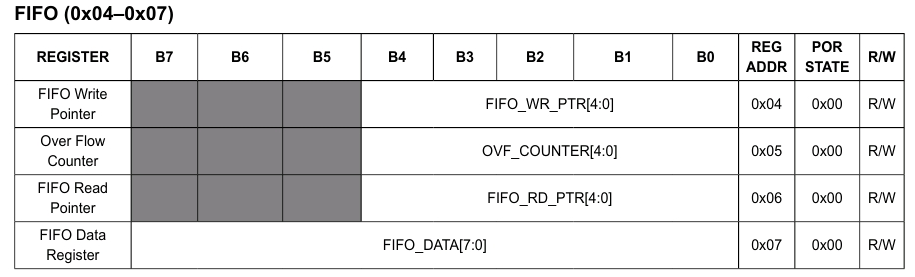 FIFO (0x04–0x07)
REGISTER B7 B6 B5 B4 B3 B2 B1 B0 REG ADDR POR STATE R/W
FIFO Write Pointer FIFO_WR_PTR[4:0] 0x04 0x00 R/W
Over Flow Counter OVF_COUNTER[4:0] 0x05 0x00 R/W
FIFO Read Pointer FIFO_RD_PTR[4:0] 0x06 0x00 R/W
FIFO Data Register FIFO_DATA[7:0] 0x07 0x00 R/W